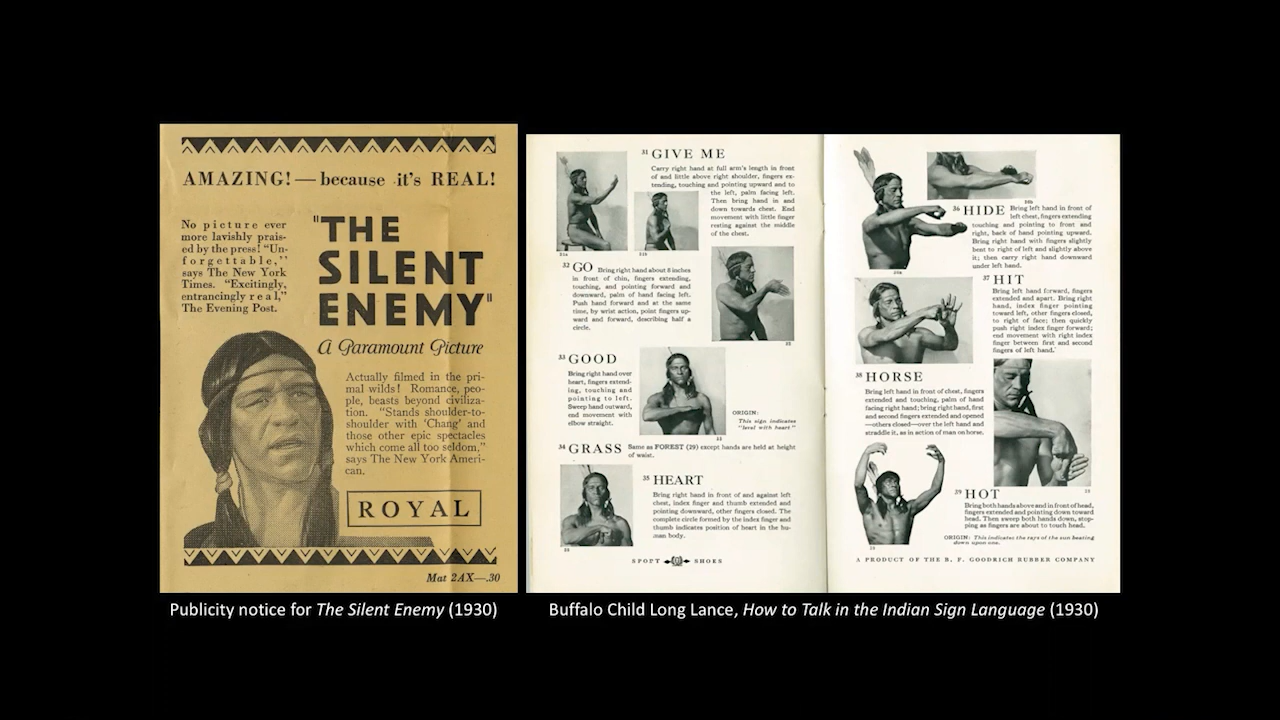 AMAZING!—because it's REAL!
No picture ever
more lavishly prais-
ed by the press! "Un-
forgettable,"
says The New York
Times. "Excitingly,
entrancingly real,"
The Evening Post.
"THE
SILENT
ENEMY"
A Paramount Picture
Actually filmed in the pri-
mal wilds! Romance, peo-
ple, beasts beyond civiliza-
tion. "Stands shoulder-to-
shoulder with 'Chang' and
those other epic spectacles
which come all too seldom,"
says The New York Ameri-
can.
ROYAL
Mat 2AX—.30
Publicity notice for The Silent Enemy (1930)
31 GIVE ME
Carry right hand at full arm's length in front
of and little above right shoulder, fingers ex-
tending, touching and pointing upward and to
the left, palm facing left.
Then bring hand in and
down towards chest. End
movement with little finger
resting against the middle
of the chest.
31a
31b
32 GO Bring right hand about 8 inches
in front of chin, fingers extending,
touching, and pointing forward and
downward, palm of hand facing left.
Push hand forward and at the same
time, by wrist action, point fingers up-
ward and forward, describing half a
circle.
32
33 GOOD
Bring right hand over
heart, fingers extend-
ing, touching and
pointing to left.
Sweep hand outward,
end movement with
elbow straight.
33
ORIGIN:
This sign indicates
"level with heart"
34 GRASS Same as FOREST (29) except hands are held at height
of waist.
35 HEART
Bring right hand in front of and against left
chest, index finger and thumb extended and
pointing downward, other fingers closed. The
complete circle formed by the index finger and
thumb indicates position of heart in the hu-
man body.
35
SPORT SHOES
36b
36 HIDE Bring left hand in front of
left chest, fingers extending
touching and pointing to front and
right, back of hand pointing upward.
Bring right hand with fingers slightly
bent to right of left and slightly above
it; then carry right hand downward
under left hand.
36a
37 HIT
Bring left hand forward, fingers
extended and apart. Bring right
hand, index finger pointing
toward left, other fingers closed,
to right of face; then quickly
push right index finger forward;
end movement with right index
finger between first and second
fingers of left hand.
38 HORSE
Bring left hand in front of chest, fingers
extended and touching, palm of hand
facing right; bring right hand, first
and second fingers extended and opened
—others closed—over the left hand and
straddle it, as in action of man on horse.
39 HOT
Bring both hands above and in front of head,
fingers extended and pointing down toward
head. Then sweep both hands down, stop-
ping as fingers are about to touch head.
ORIGIN: This indicates the rays of the sun beating
down upon one.
A PRODUCT OF THE B. F. GOODRICH RUBBER COMPANY
Buffalo Child Long Lance, How to Talk in the Indian Sign Language (1930)